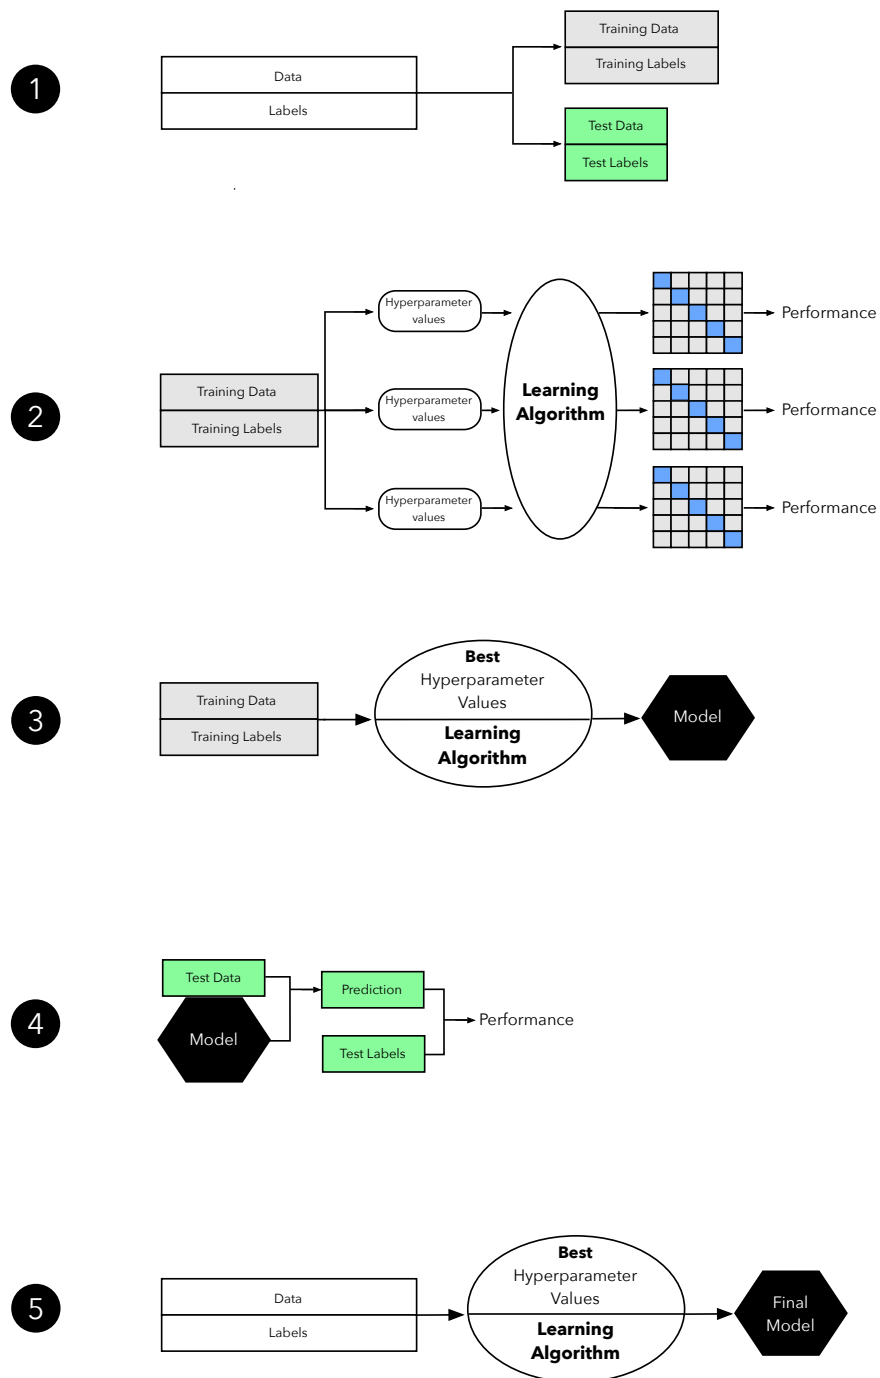 1
Data
Labels
Training Data
Training Labels
Test Data
Test Labels
2
Training Data
Training Labels
Hyperparameter
values
Hyperparameter
values
Hyperparameter
values
Learning
Algorithm
Performance
Performance
Performance
3
Training Data
Training Labels
Best
Hyperparameter
Values
Learning
Algorithm
Model
4
Test Data
Model
Prediction
Test Labels
Performance
5
Data
Labels
Best
Hyperparameter
Values
Learning
Algorithm
Final
Model